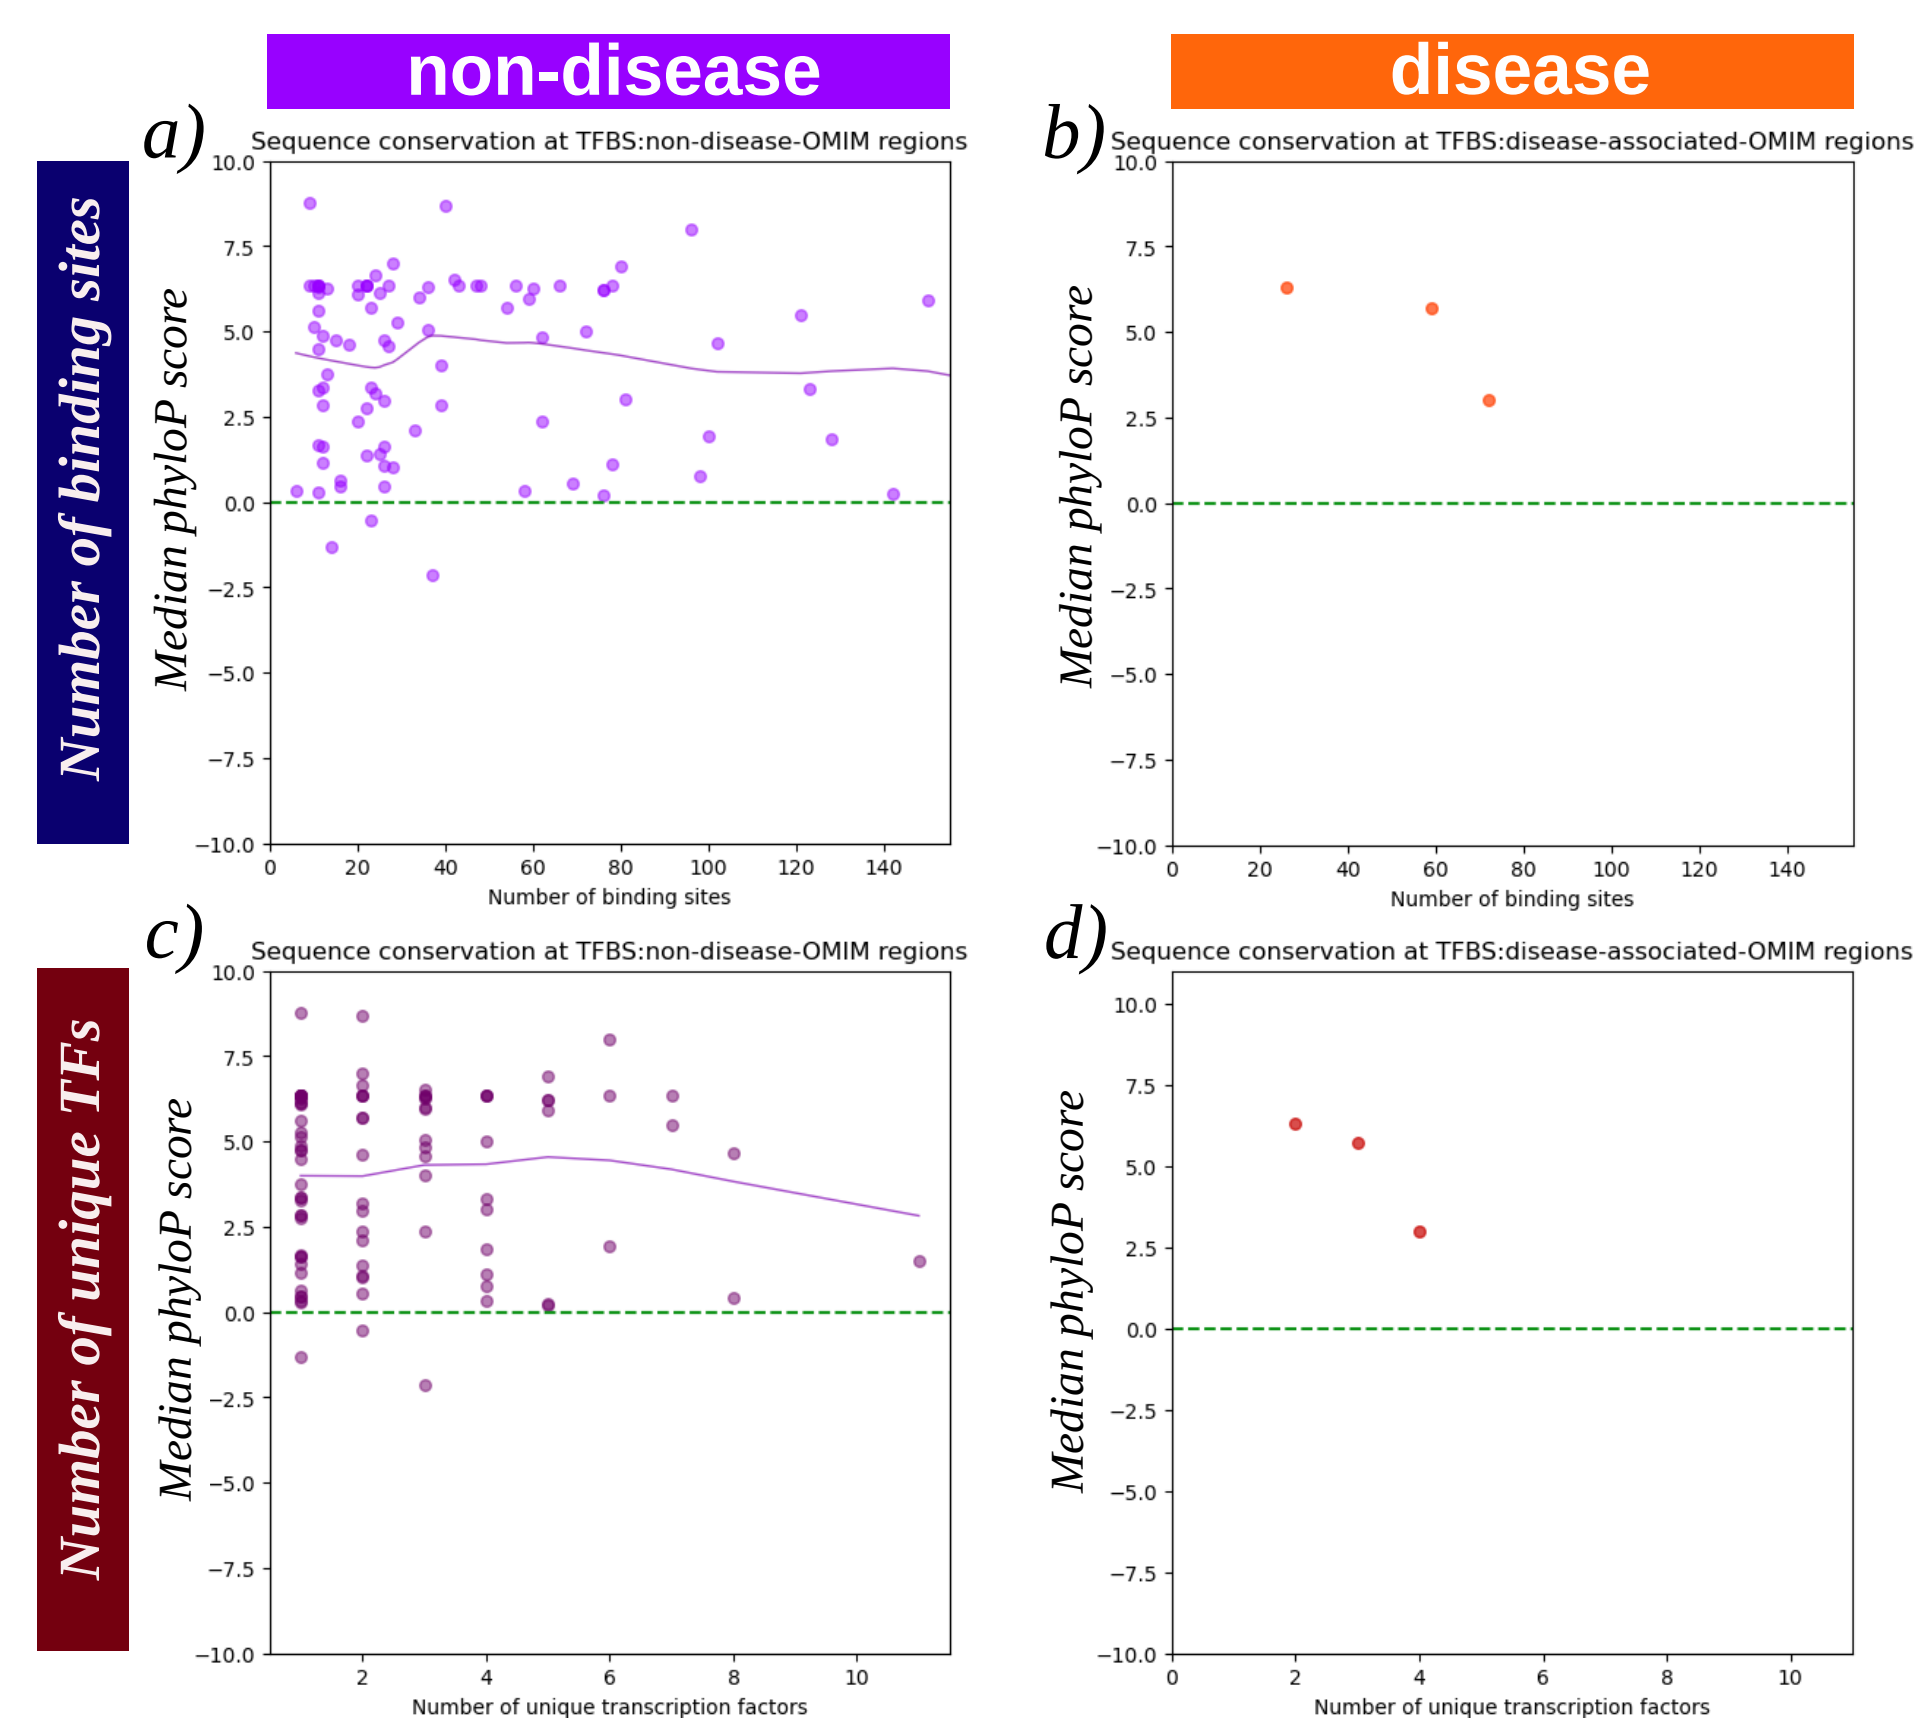 non-disease
disease
a)
Sequence conservation at TFBS:non-disease-OMIM regions
b)
Sequence conservation at TFBS:disease-associated-OMIM regions
Number of binding sites
Median phyloP score
10.0
7.5
5.0
2.5
0.0
−2.5
−5.0
−7.5
−10.0
0 20 40 60 80 100 120 140
Number of binding sites
Median phyloP score
10.0
7.5
5.0
2.5
0.0
−2.5
−5.0
−7.5
−10.0
0 20 40 60 80 100 120 140
Number of binding sites
c)
Sequence conservation at TFBS:non-disease-OMIM regions
d)
Sequence conservation at TFBS:disease-associated-OMIM regions
Number of unique TFs
Median phyloP score
10.0
7.5
5.0
2.5
0.0
−2.5
−5.0
−7.5
−10.0
2 4 6 8 10
Number of unique transcription factors
Median phyloP score
10.0
7.5
5.0
2.5
0.0
−2.5
−5.0
−7.5
−10.0
0 2 4 6 8 10
Number of unique transcription factors